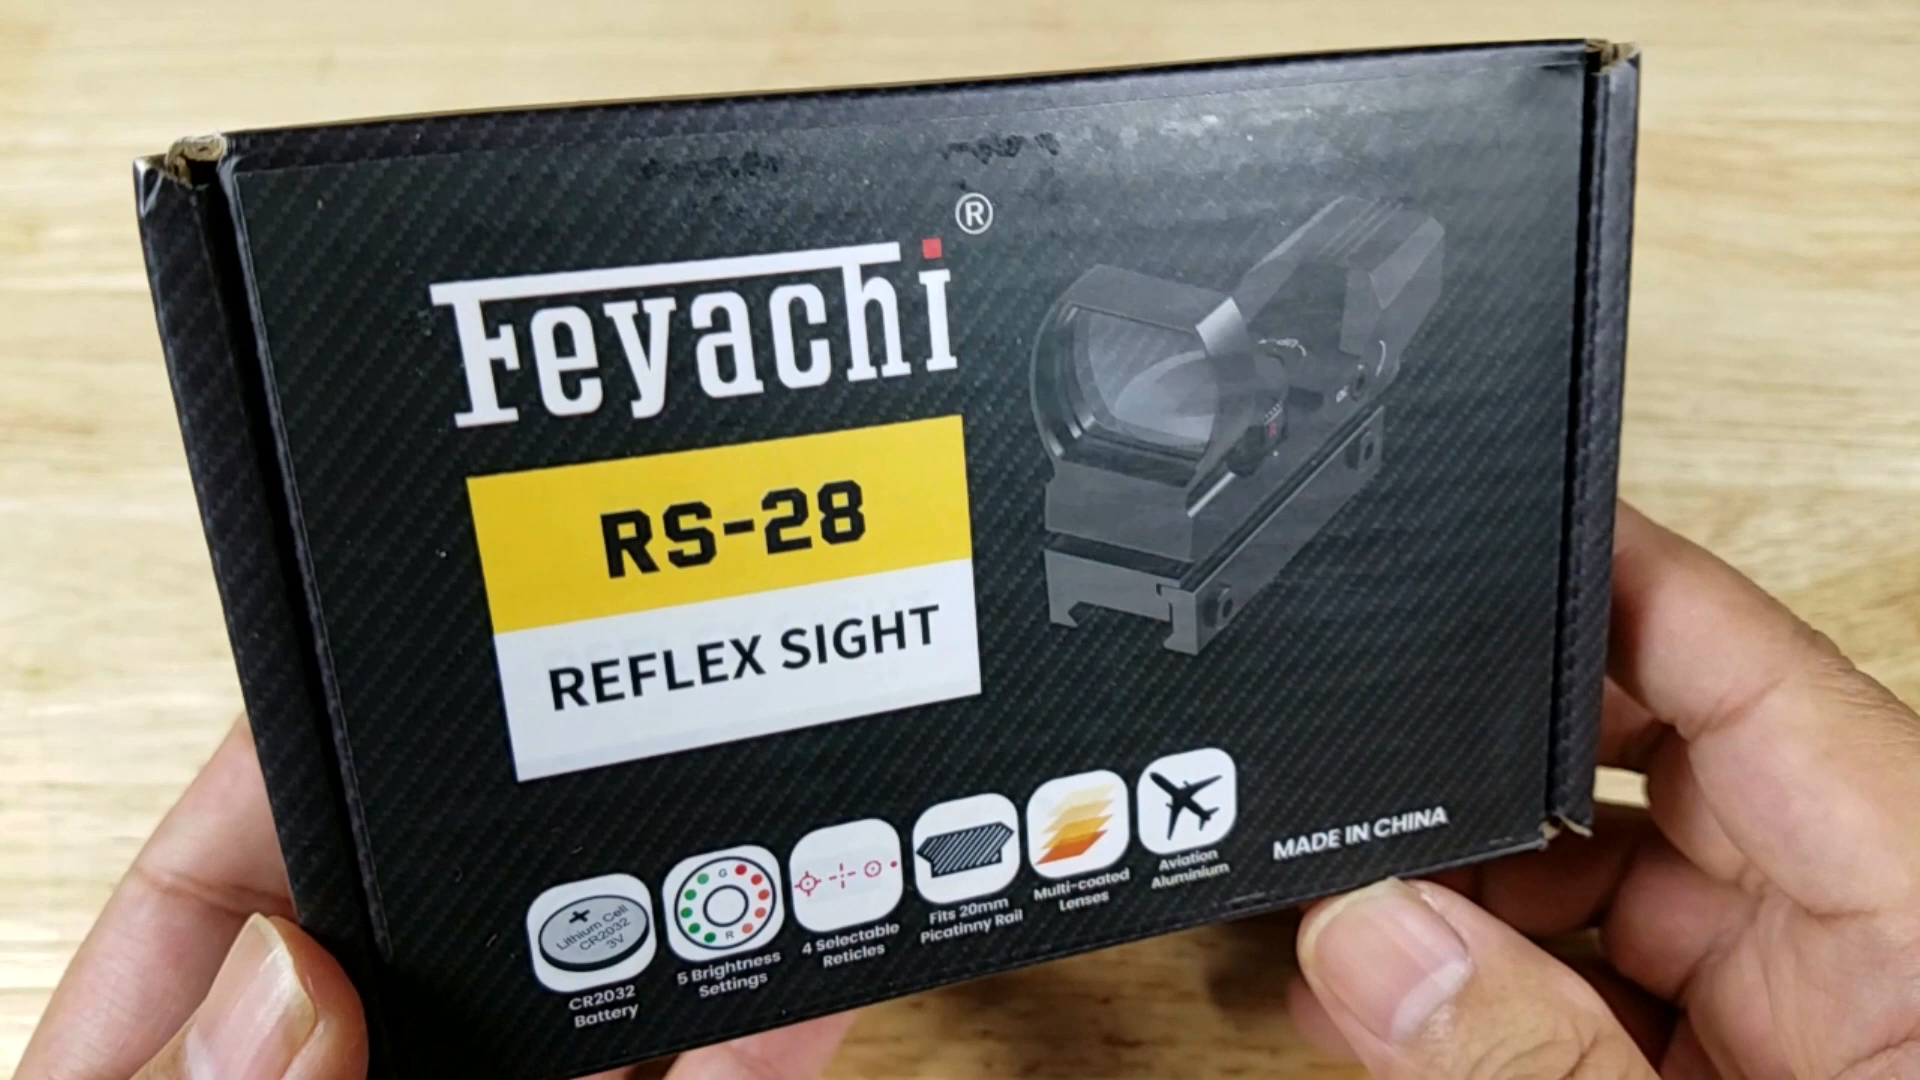 Feyachi®
RS-28
REFLEX SIGHT
Lithium Cell
CR2032
3V
CR2032
Battery
G
R
5 Brightness
Settings
4 Selectable
Reticles
Fits 20mm
Picatinny Rail
Multi-coated
Lenses
Aviation
Aluminium
MADE IN CHINA